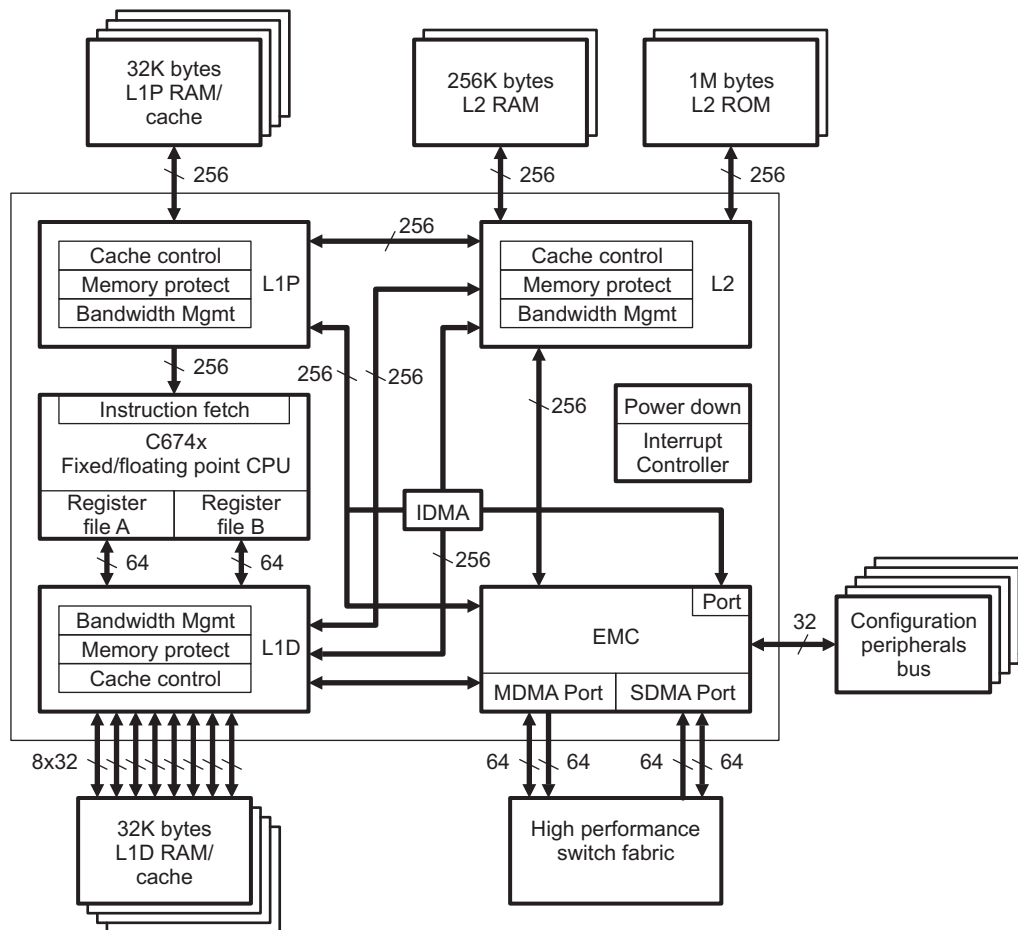 32K bytes
L1P RAM/
cache
256K bytes
L2 RAM
1M bytes
L2 ROM
256
256
256
Cache control
Memory protect
Bandwidth Mgmt
L1P
256
Cache control
Memory protect
Bandwidth Mgmt
L2
256
256
256
256
Instruction fetch
C674x
Fixed/floating point CPU
Register
file A
Register
file B
Power down
Interrupt
Controller
IDMA
64
64
256
Bandwidth Mgmt
Memory protect
Cache control
L1D
Port
EMC
MDMA Port
SDMA Port
32
Configuration
peripherals
bus
8x32
64
64
64
64
32K bytes
L1D RAM/
cache
High performance
switch fabric